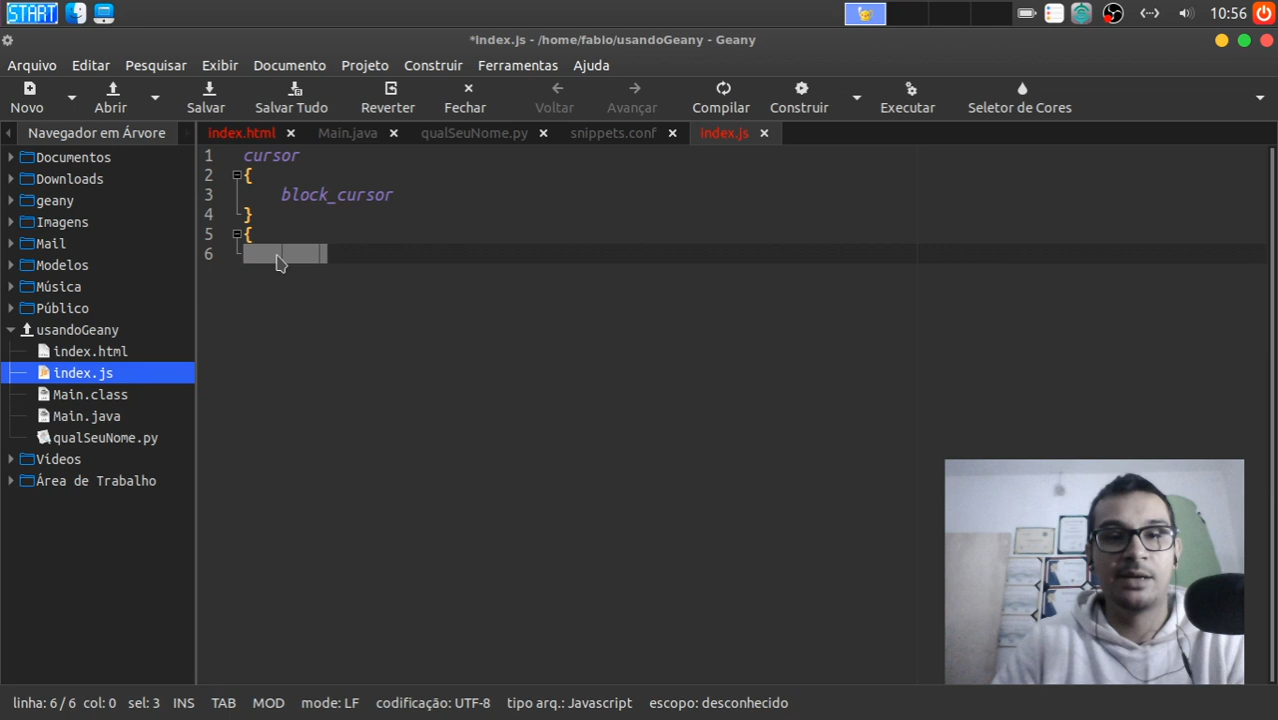 START
10:56
*index.js - /home/fabio/usandoGeany - Geany
Arquivo Editar Pesquisar Exibir Documento Projeto Construir Ferramentas Ajuda
Novo Abrir Salvar Salvar Tudo Reverter Fechar Voltar Avançar Compilar Construir Executar Seletor de Cores
Navegador em Árvore
index.html Main.java qualSeuNome.py snippets.conf index.js
Documentos
Downloads
geany
Imagens
Mail
Modelos
Música
Público
usandoGeany
index.html
index.js
Main.class
Main.java
qualSeuNome.py
Vídeos
Área de Trabalho
1 cursor
2 {
3 block_cursor
4 }
5 {
6
linha: 6 / 6 col: 0 sel: 3 INS TAB MOD mode: LF codificação: UTF-8 tipo arq.: Javascript escopo: desconhecido